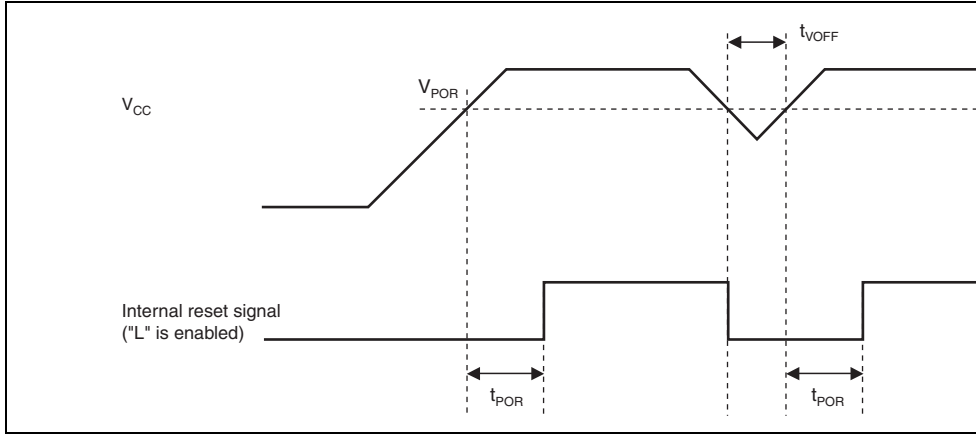 tVOFF
VPOR
VCC
Internal reset signal
("L" is enabled)
tPOR
tPOR